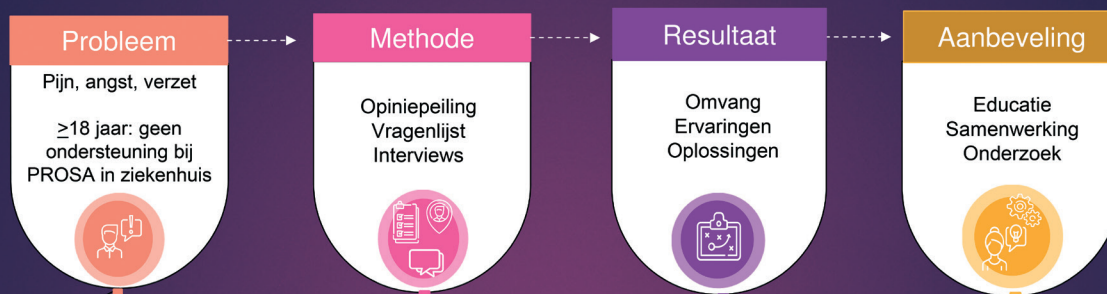 Probleem
Pijn, angst, verzet
≥18 jaar: geen
ondersteuning bij
PROSA in ziekenhuis
Methode
Opiniepeiling
Vragenlijst
Interviews
Resultaat
Omvang
Ervaringen
Oplossingen
Aanbeveling
Educatie
Samenwerking
Onderzoek